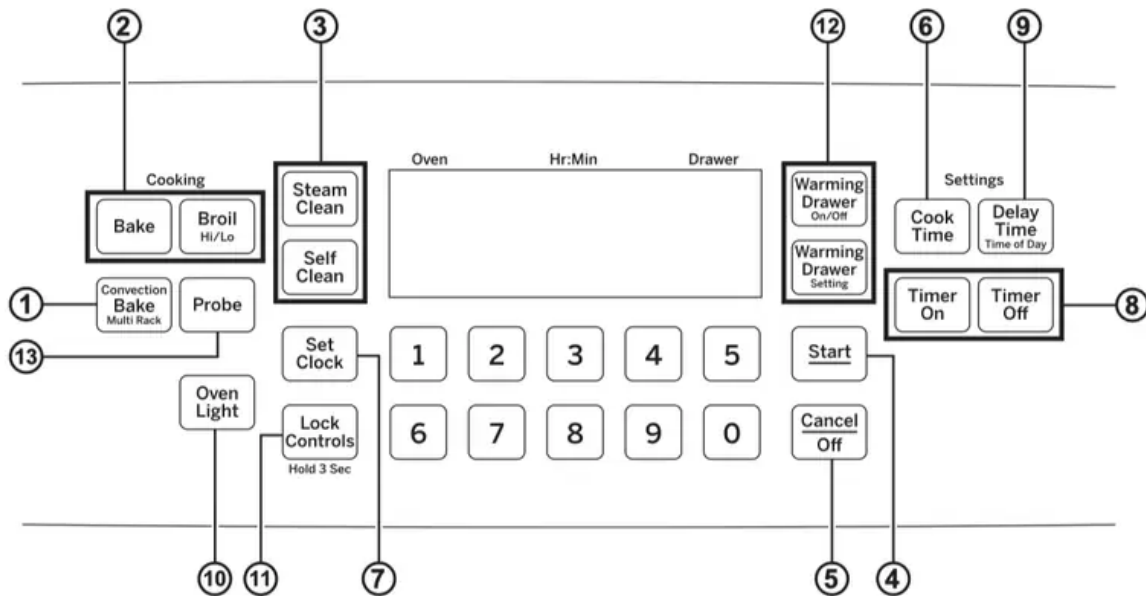 2 3 12 6 9
Oven Hr:Min Drawer
Cooking
Bake
Broil
Hi/Lo
Steam
Clean
Self
Clean
Warming
Drawer
On/Off
Warming
Drawer
Setting
Settings
Cook
Time
Delay
Time
Time of Day
1
Convection
Bake
Multi Rack
Probe
13
Timer
On
Timer
Off
8
Set
Clock
1 2 3 4 5
Start
Oven
Light
Lock
Controls
Hold 3 Sec
6 7 8 9 0
Cancel
Off
10 11 7 5 4